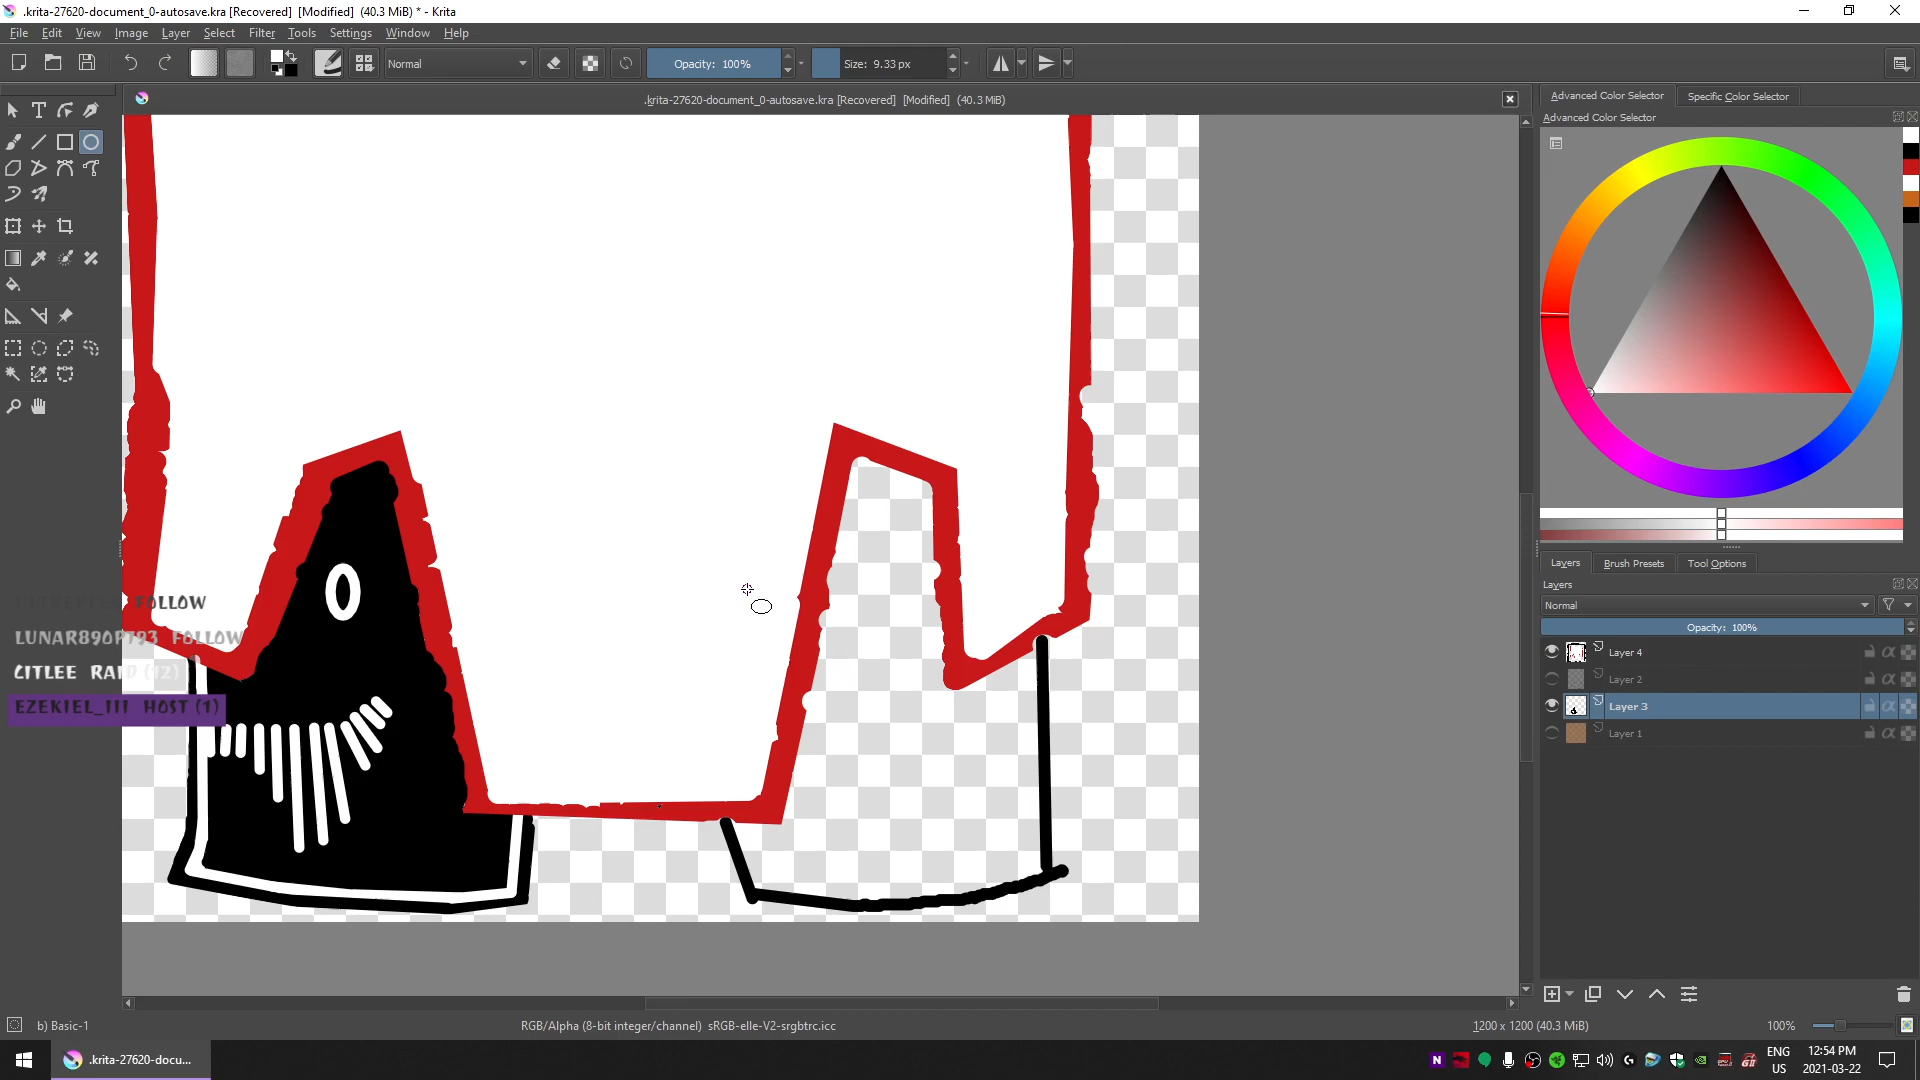 .krita-27620-document_0-autosave.kra [Recovered] [Modified] (40.3 MiB) * - Krita
File Edit View Image Layer Select Filter Tools Settings Window Help
Normal
Opacity: 100%
Size: 9.33 px
.krita-27620-document_0-autosave.kra [Recovered] [Modified] (40.3 MiB)
Advanced Color Selector
Specific Color Selector
Advanced Color Selector
Layers
Brush Presets
Tool Options
Layers
Normal
Opacity: 100%
Layer 4
Layer 2
Layer 3
Layer 1
FOLLOW
LUNAR890PT93 FOLLOW
CITLEE RAID (12)
EZEKIEL_III HOST (1)
b) Basic-1
RGB/Alpha (8-bit integer/channel) sRGB-elle-V2-srgbtrc.icc
1200 x 1200 (40.3 MiB)
100%
.krita-27620-docu...
ENG
US
12:54 PM
2021-03-22